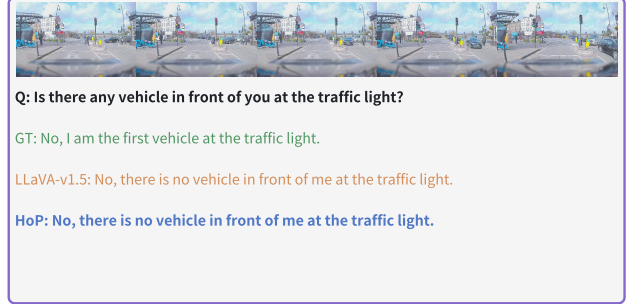 Q: Is there any vehicle in front of you at the traffic light?
GT: No, I am the first vehicle at the traffic light.
LLaVA-v1.5: No, there is no vehicle in front of me at the traffic light.
HoP: No, there is no vehicle in front of me at the traffic light.